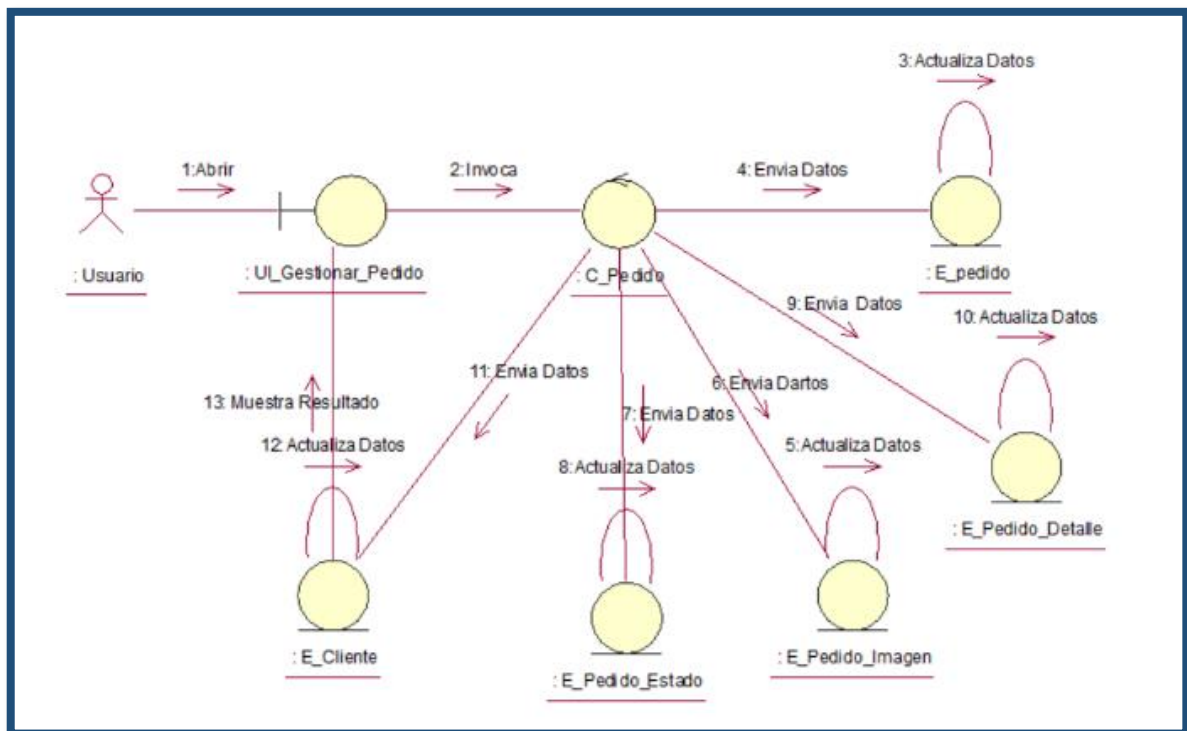 3:Actualiza Datos
1:Abrir
2:Invoca
4:Envia Datos
: Usuario
: UI_Gestionar_Pedido
: C_Pedido
: E_pedido
9:Envia Datos
10:Actualiza Datos
11:Envia Datos
6:Envia Dartos
13: Muestra Resultado
7:Envia Datos
12:Actualiza Datos
8:Actualiza Datos
5:Actualiza Datos
: E_Pedido_Detalle
: E_Cliente
: E_Pedido_Estado
: E_Pedido_Imagen